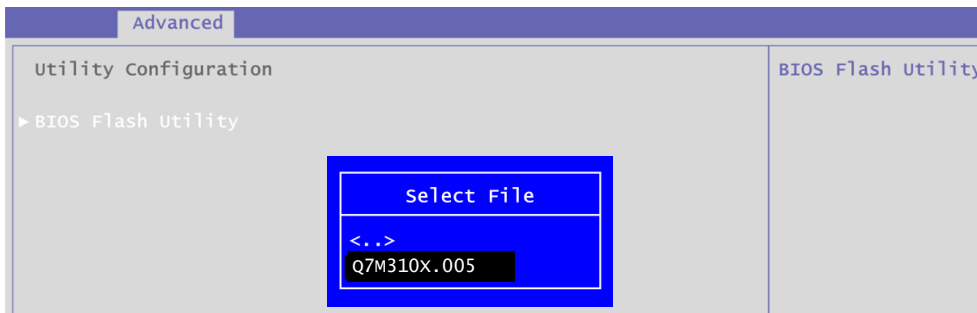 Advanced
Utility Configuration
BIOS Flash Utility
BIOS Flash Utility
Select File
<..>
Q7M310X.005